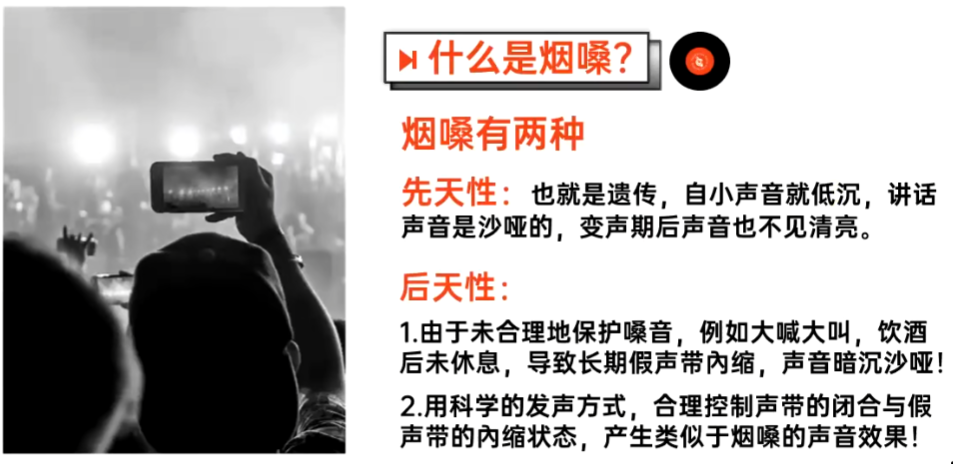 什么是烟嗓？
烟嗓有两种
先天性：也就是遗传，自小声音就低沉，讲话
声音是沙哑的，变声期后声音也不见清亮。
后天性：
1.由于未合理地保护嗓音，例如大喊大叫，饮酒
后未休息，导致长期假声带內缩，声音暗沉沙哑！
2.用科学的发声方式，合理控制声带的闭合与假
声带的內缩状态，产生类似于烟嗓的声音效果！